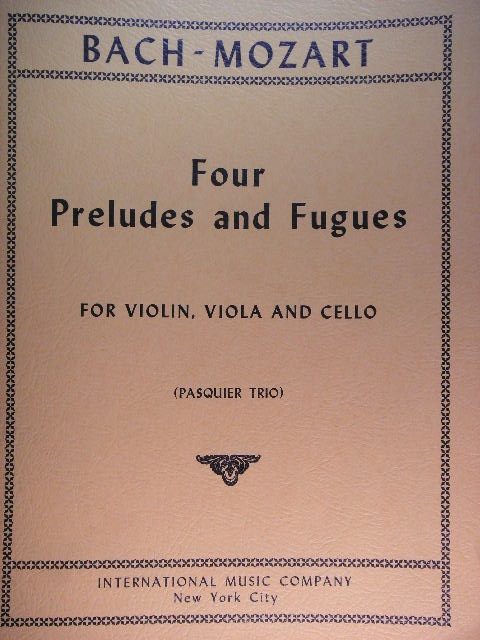 BACH-MOZART
Four
Preludes and Fugues
FOR VIOLIN, VIOLA AND CELLO
(PASQUIER TRIO)
INTERNATIONAL MUSIC COMPANY
New York City